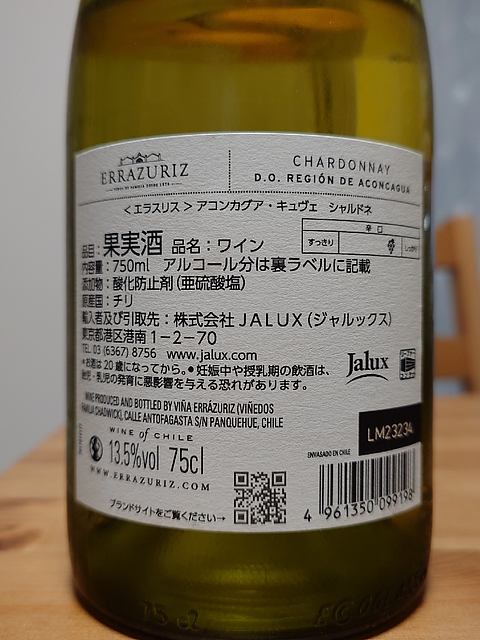 ERRAZURIZ
CHARDONNAY
D.O. REGIÓN DE ACONCAGUA
<エラスリス>アコンカグア・キュヴェ シャルドネ
辛口
すっきり
しっかり
品目:果実酒 品名:ワイン
内容量:750ml アルコール分は裏ラベルに記載
添加物:酸化防止剤(亜硫酸塩)
原産国:チリ
輸入者及び引取先:株式会社JALUX(ジャルックス)
東京都港区港南1-2-70
TEL 03 (6367) 8756 www.jalux.com
*お酒は20歳になってから。•妊娠中や授乳期の飲酒は、
胎児・乳児の発育に悪影響を与える恐れがあります。
Jalux
WINE PRODUCED AND BOTTLED BY VIÑA ERRÁZURIZ (VIÑEDOS
FAMILIA CHADWICK), CALLE ANTOFAGASTA S/N PANQUEHUE, CHILE
WINE of CHILE
LM23234
13.5%vol 75cl
ENVASADO EN CHILE
WWW.ERRAZURIZ.COM
ブランドサイトをご覧ください→
4 961350 099198
75 cl